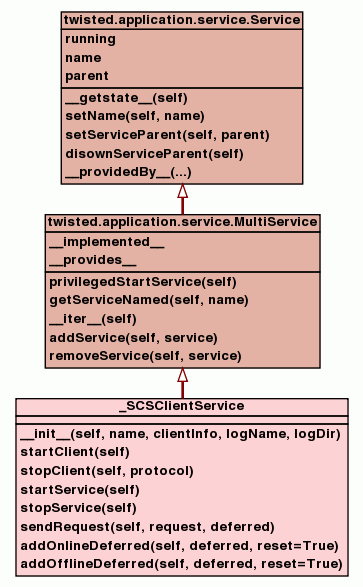 twisted.application.service.Service
running
name
parent
__getstate__(self)
setName(self, name)
setServiceParent(self, parent)
disownServiceParent(self)
__providedBy__(...)
twisted.application.service.MultiService
__implemented__
__provides__
privilegedStartService(self)
getServiceNamed(self, name)
__iter__(self)
addService(self, service)
removeService(self, service)
_SCSClientService
__init__(self, name, clientInfo, logName, logDir)
startClient(self)
stopClient(self, protocol)
startService(self)
stopService(self)
sendRequest(self, request, deferred)
addOnlineDeferred(self, deferred, reset=True)
addOfflineDeferred(self, deferred, reset=True)